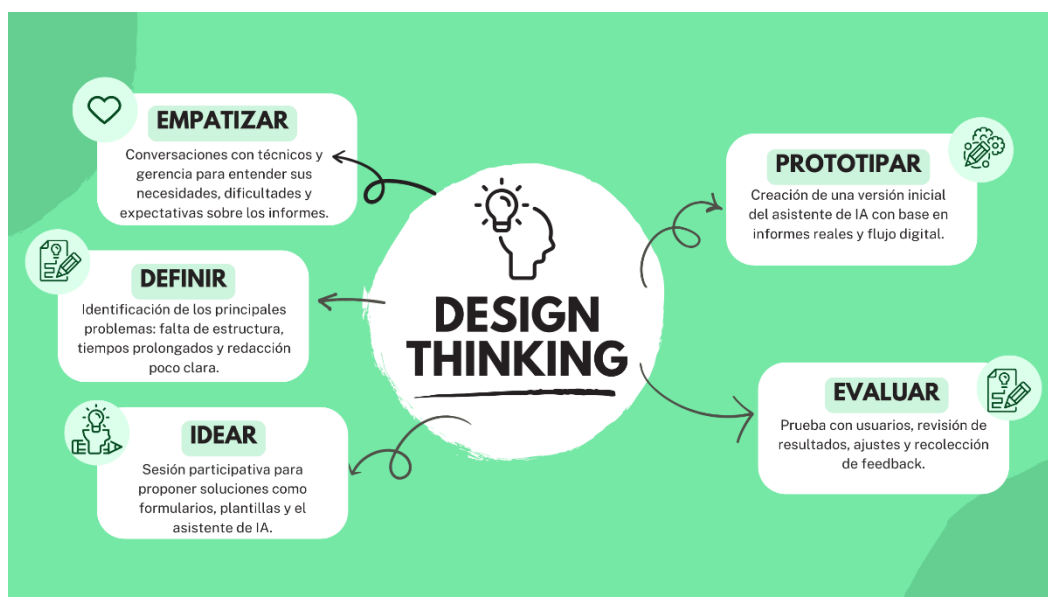 EMPATIZAR
Conversaciones con técnicos y
gerencia para entender sus
necesidades, dificultades y
expectativas sobre los informes.
DEFINIR
Identificación de los principales
problemas: falta de estructura,
tiempos prolongados y redacción
poco clara.
IDEAR
Sesión participativa para
proponer soluciones como
formularios, plantillas y el
asistente de IA.
DESIGN
THINKING
PROTOTIPAR
Creación de una versión inicial
del asistente de IA con base en
informes reales y flujo digital.
EVALUAR
Prueba con usuarios, revisión de
resultados, ajustes y recolección
de feedback.